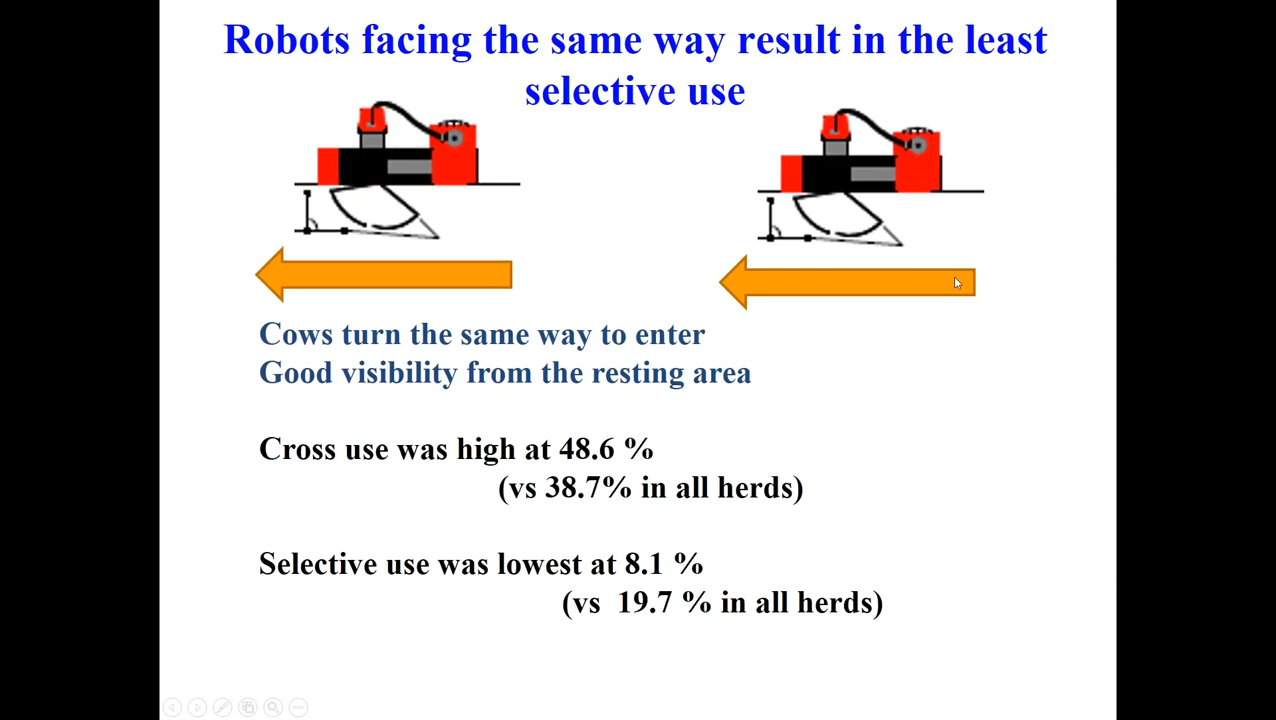 Robots facing the same way result in the least
selective use
Cows turn the same way to enter
Good visibility from the resting area
Cross use was high at 48.6 %
(vs 38.7% in all herds)
Selective use was lowest at 8.1 %
(vs 19.7 % in all herds)